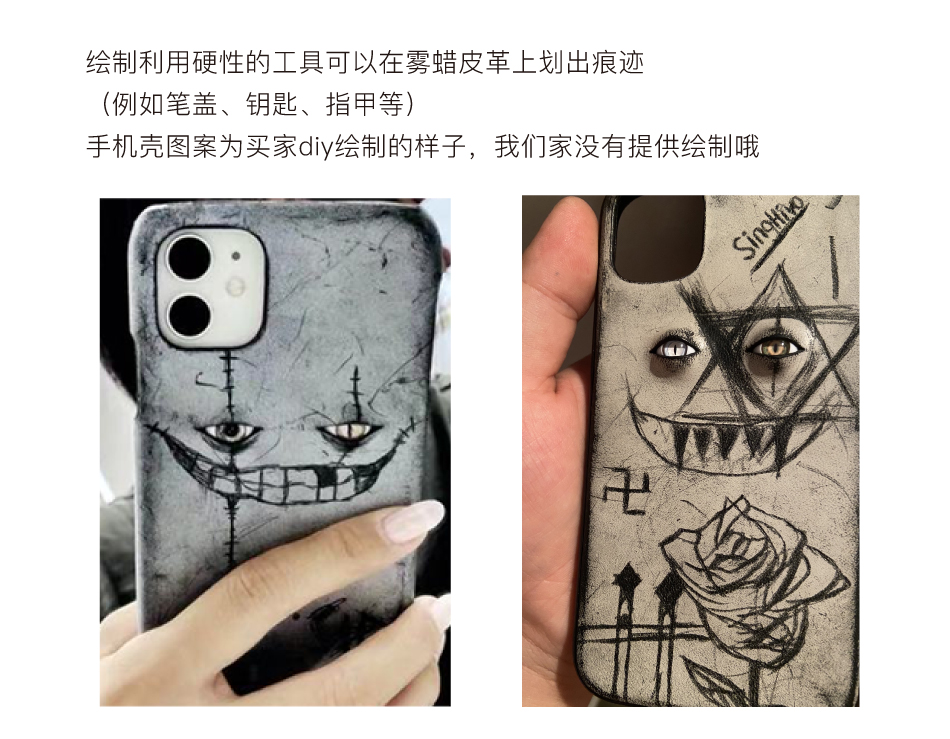 绘制利用硬性的工具可以在雾蜡皮革上划出痕迹
（例如笔盖、钥匙、指甲等）
手机壳图案为买家diy绘制的样子，我们家没有提供绘制哦